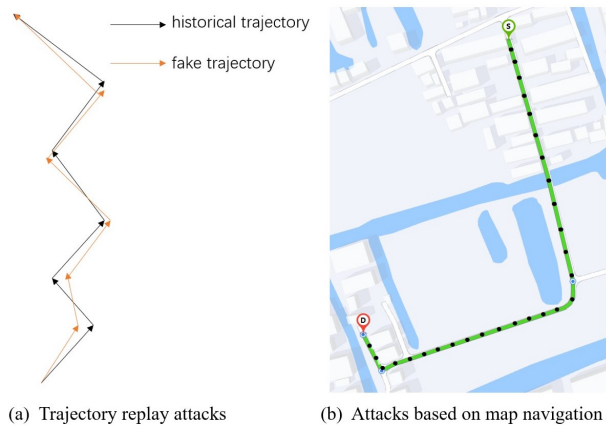 historical trajectory
fake trajectory
S
D
(a) Trajectory replay attacks
(b) Attacks based on map navigation